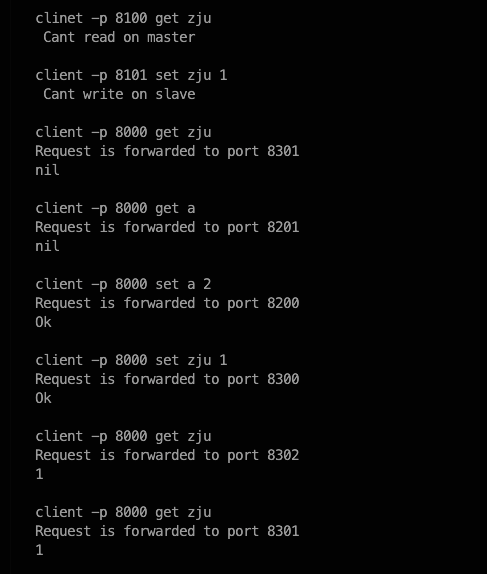 clinet -p 8100 get zju
Cant read on master
client -p 8101 set zju 1
Cant write on slave
client -p 8000 get zju
Request is forwarded to port 8301
nil
client -p 8000 get a
Request is forwarded to port 8201
nil
client -p 8000 set a 2
Request is forwarded to port 8200
Ok
client -p 8000 set zju 1
Request is forwarded to port 8300
Ok
client -p 8000 get zju
Request is forwarded to port 8302
1
client -p 8000 get zju
Request is forwarded to port 8301
1